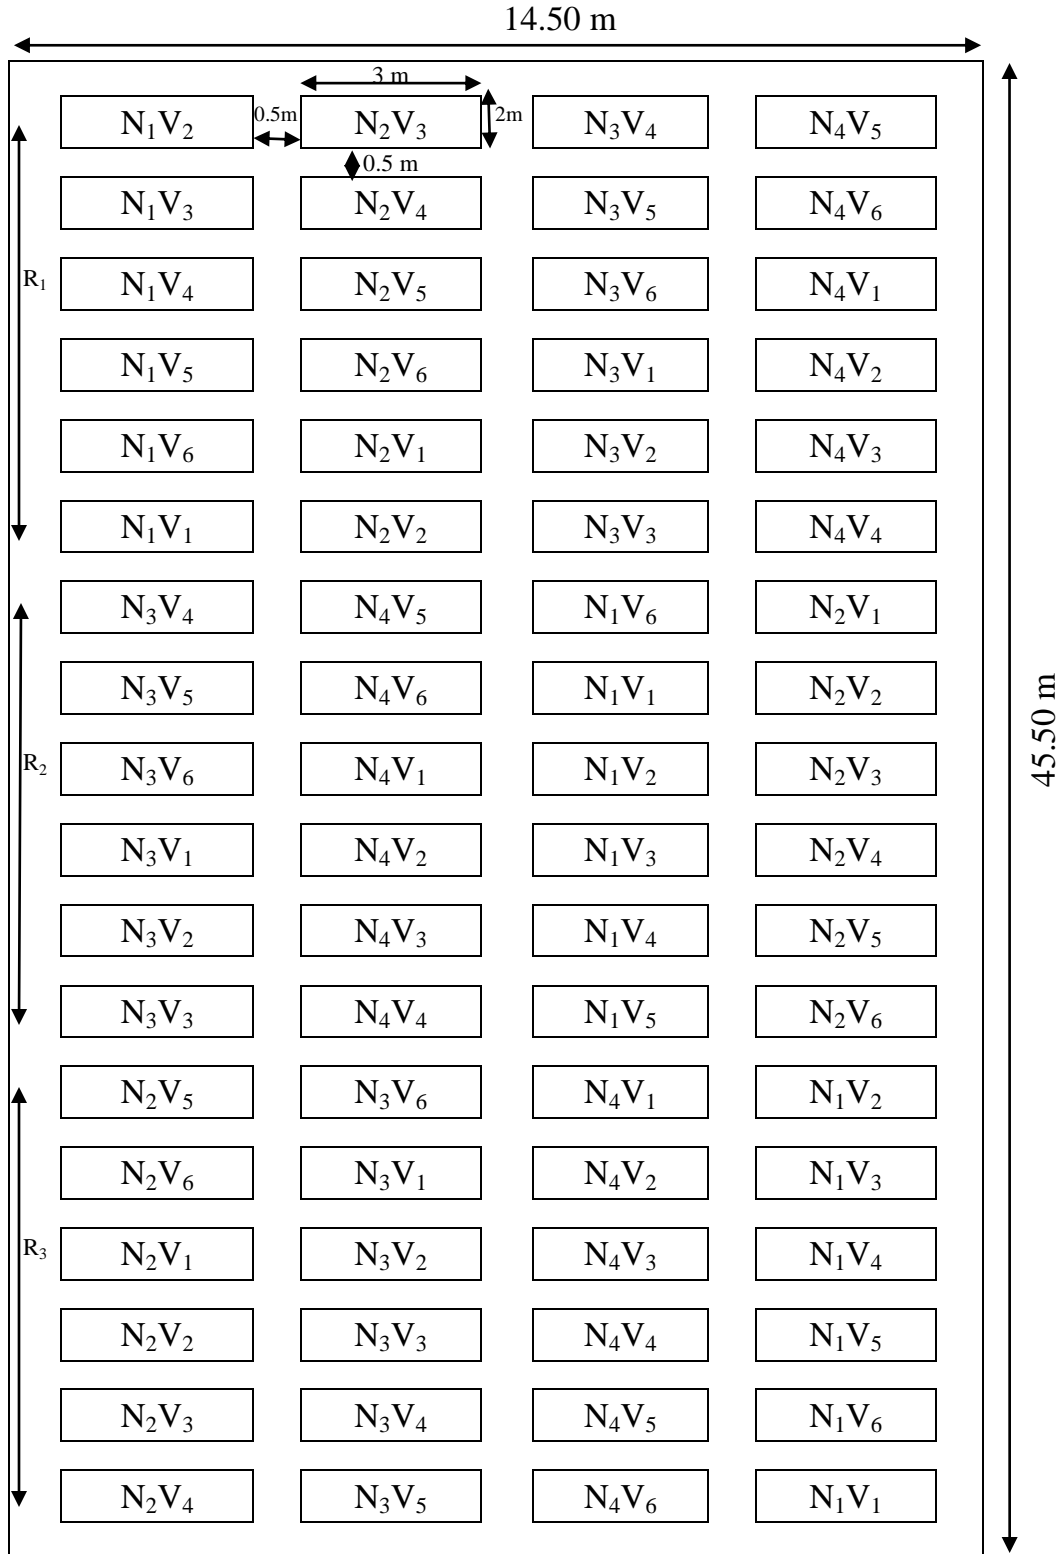 14.50 m
3 m
N₁V₂ 0.5m N₂V₃ 2m N₃V₄ N₄V₅
0.5 m
N₁V₃ N₂V₄ N₃V₅ N₄V₆
R₁ N₁V₄ N₂V₅ N₃V₆ N₄V₁
N₁V₅ N₂V₆ N₃V₁ N₄V₂
N₁V₆ N₂V₁ N₃V₂ N₄V₃
N₁V₁ N₂V₂ N₃V₃ N₄V₄
N₃V₄ N₄V₅ N₁V₆ N₂V₁
N₃V₅ N₄V₆ N₁V₁ N₂V₂
45.50 m
R₂ N₃V₆ N₄V₁ N₁V₂ N₂V₃
N₃V₁ N₄V₂ N₁V₃ N₂V₄
N₃V₂ N₄V₃ N₁V₄ N₂V₅
N₃V₃ N₄V₄ N₁V₅ N₂V₆
N₂V₅ N₃V₆ N₄V₁ N₁V₂
N₂V₆ N₃V₁ N₄V₂ N₁V₃
R₃ N₂V₁ N₃V₂ N₄V₃ N₁V�4
N₂V₂ N₃V₃ N₄V₄ N₁V₅
N₂V₃ N₃V₄ N₄V₅ N₁V₆
N₂V₄ N₃V₅ N₄V₆ N₁V₁